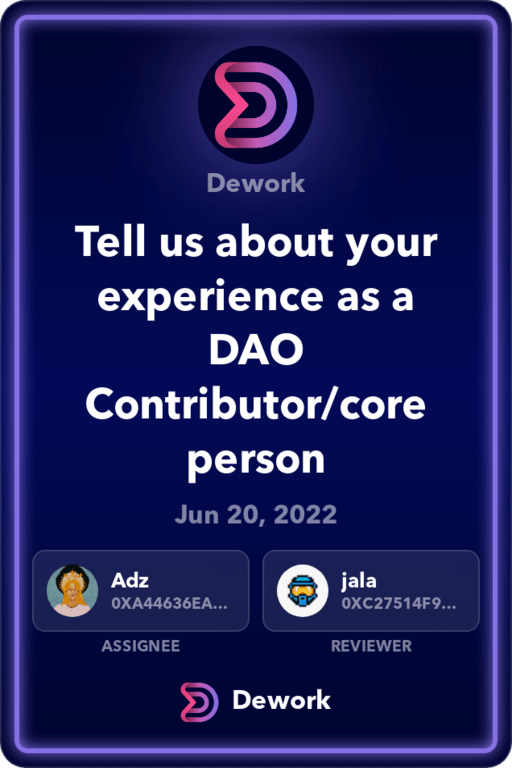 Dework
Tell us about your
experience as a
DAO
Contributor/core
person
Jun 20, 2022
Adz
0XA44636EA...
jala
0XC27514F9...
ASSIGNEE
REVIEWER
Dework